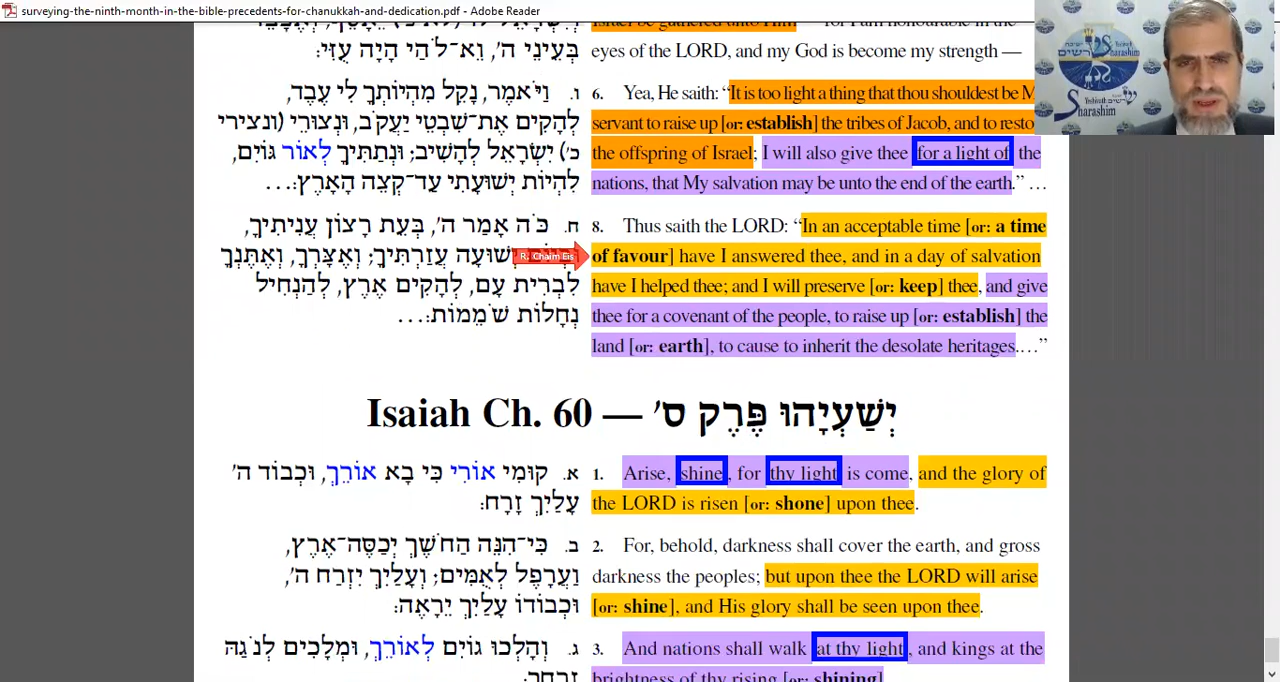 surveying-the-ninth-month-in-the-bible-precedents-for-chanukkah-and-dedication.pdf - Adobe Reader
eyes of the LORD, and my God is become my strength —
בְּעֵינֵי ה', וֵא־לֹהַי הָיָה עֻזִּי:
6. Yea, He saith: “It is too light a thing that thou shouldest be M
servant to raise up [or: establish] the tribes of Jacob, and to resto
the offspring of Israel; I will also give thee for a light of the
nations, that My salvation may be unto the end of the earth.” …
ו. וַיֹּאמֶר, נָקֵל מִהְיוֹתְךָ לִי עֶבֶד,
לְהָקִים אֶת־שִׁבְטֵי יַעֲקֹב, וּנְצוּרֵי (ונצירי
כ') יִשְׂרָאֵל לְהָשִׁיב; וּנְתַתִּיךָ לְאוֹר גּוֹיִם,
לִהְיוֹת יְשׁוּעָתִי עַד־קְצֵה הָאָרֶץ:…
8. Thus saith the LORD: “In an acceptable time [or: a time
of favour] have I answered thee, and in a day of salvation
have I helped thee; and I will preserve [or: keep] thee, and give
thee for a covenant of the people, to raise up [or: establish] the
land [or: earth], to cause to inherit the desolate heritages.…”
ח. כֹּה אָמַר ה', בְּעֵת רָצוֹן עֲנִיתִיךָ,
יְשׁוּעָה עֲזַרְתִּיךָ; וְאֶצָּרְךָ, וְאֶתֶּנְךָ
לִבְרִית עָם, לְהָקִים אֶרֶץ, לְהַנְחִיל
נְחָלוֹת שֹׁמֵמוֹת:…
R. Chaim Eis
Isaiah Ch. 60 — יְשַׁעְיָהוּ פֶּרֶק ס'
1. Arise, shine, for thy light is come, and the glory of
the LORD is risen [or: shone] upon thee.
א. קוּמִי אוֹרִי כִּי בָא אוֹרֵךְ, וּכְבוֹד ה'
עָלַיִךְ זָרָח:
2. For, behold, darkness shall cover the earth, and gross
darkness the peoples; but upon thee the LORD will arise
[or: shine], and His glory shall be seen upon thee.
ב. כִּי־הִנֵּה הַחֹשֶׁךְ יְכַסֶּה־אֶרֶץ,
וַעֲרָפֶל לְאֻמִּים; וְעָלַיִךְ יִזְרַח ה',
וּכְבוֹדוֹ עָלַיִךְ יֵרָאֶה:
3. And nations shall walk at thy light, and kings at the
brightness of thy rising [or: shining]
ג. וְהָלְכוּ גוֹיִם לְאוֹרֵךְ, וּמְלָכִים לְנֹגַהּ
זַרְחֵךְ:
Yeshivath
Sharashim